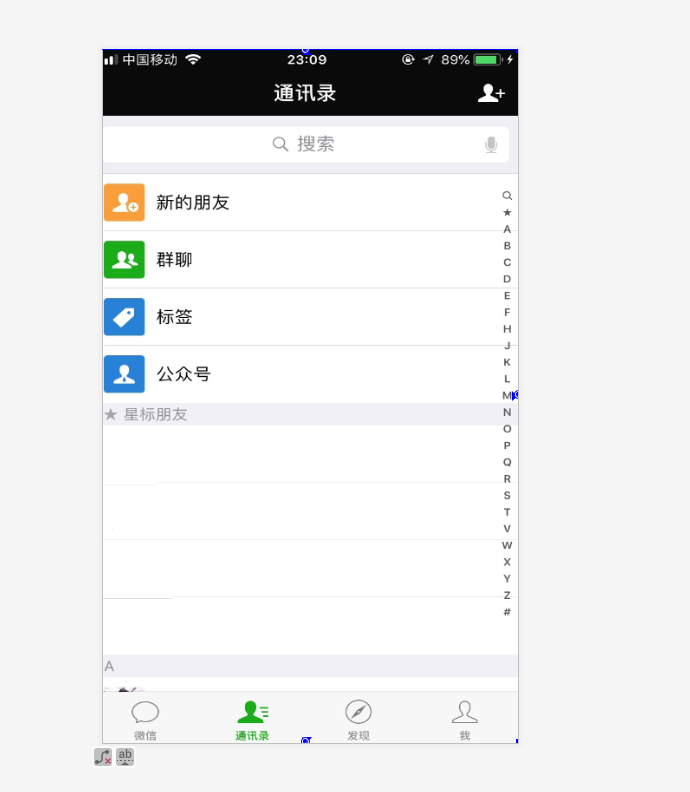 中国移动 23:09 89%
通讯录
搜索
新的朋友
群聊
标签
公众号
★ 星标朋友
★
A
B
C
D
E
F
H
J
K
L
M
N
O
P
Q
R
S
T
V
W
X
Y
Z
#
A
微信 通讯录 发现 我
ab